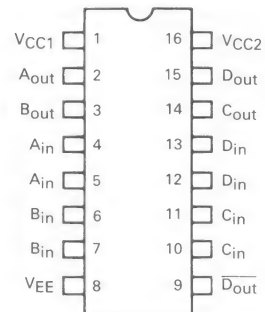 VCC1 1 16 VCC2
Aout 2 15 Dout
Bout 3 14 Cout
Ain 4 13 Din
Ain 5 12 Din
Bin 6 11 Cin
Bin 7 10 Cin
VEE 8 9 D̅o̅u̅t̅